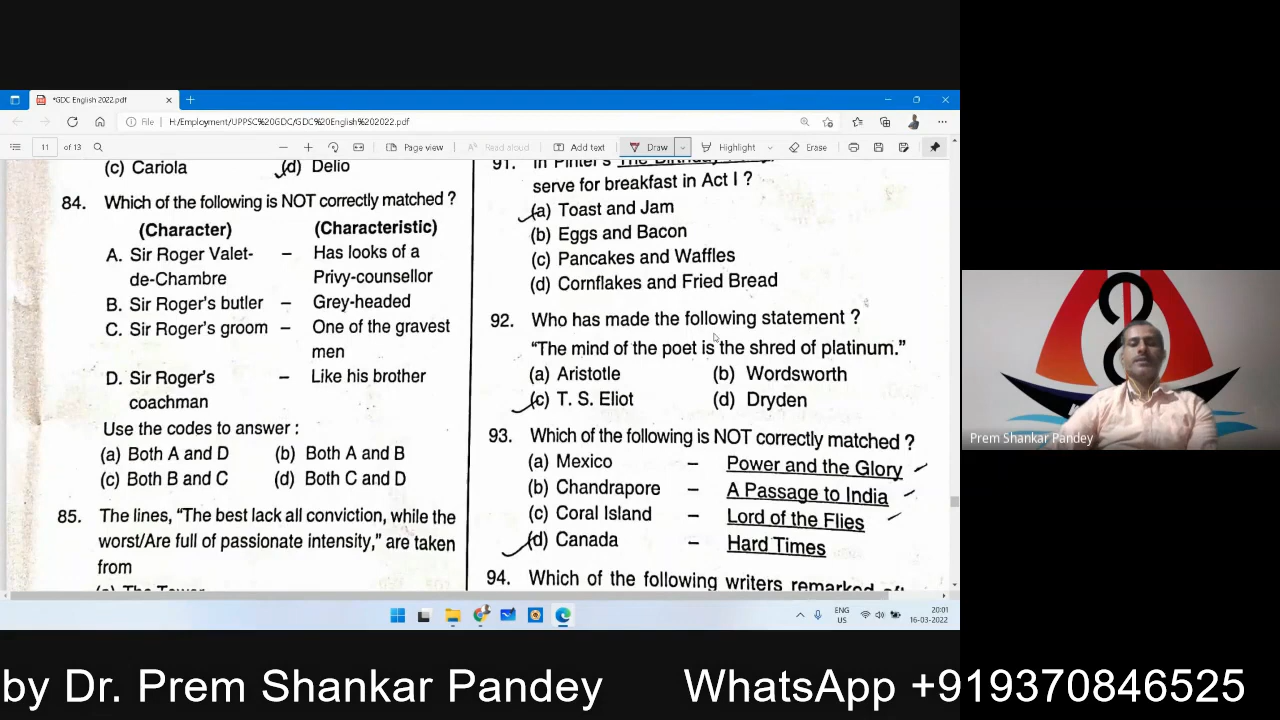 *GDC English 2022.pdf
File
H:/Employment/UPPSC%20GDC/GDC%20English%202022.pdf
11 of 13
Page view
Read aloud
Add text
Draw
Highlight
Erase
(c) Cariola
(d) Delio
84. Which of the following is NOT correctly matched ?
(Character) (Characteristic)
A. Sir Roger Valet- – Has looks of a
de-Chambre Privy-counsellor
B. Sir Roger's butler – Grey-headed
C. Sir Roger's groom – One of the gravest
men
D. Sir Roger's – Like his brother
coachman
Use the codes to answer :
(a) Both A and D (b) Both A and B
(c) Both B and C (d) Both C and D
85. The lines, “The best lack all conviction, while the
worst/Are full of passionate intensity,” are taken
from
(a) The Tower
91. In Pinter's The Birthday
serve for breakfast in Act I ?
(a) Toast and Jam
(b) Eggs and Bacon
(c) Pancakes and Waffles
(d) Cornflakes and Fried Bread
92. Who has made the following statement ?
“The mind of the poet is the shred of platinum.”
(a) Aristotle (b) Wordsworth
(c) T. S. Eliot (d) Dryden
93. Which of the following is NOT correctly matched ?
(a) Mexico – Power and the Glory
(b) Chandrapore – A Passage to India
(c) Coral Island – Lord of the Flies
(d) Canada – Hard Times
94. Which of the following writers remarked
ENG
US
20:01
16-03-2022
Prem Shankar Pandey
by Dr. Prem Shankar Pandey WhatsApp +919370846525